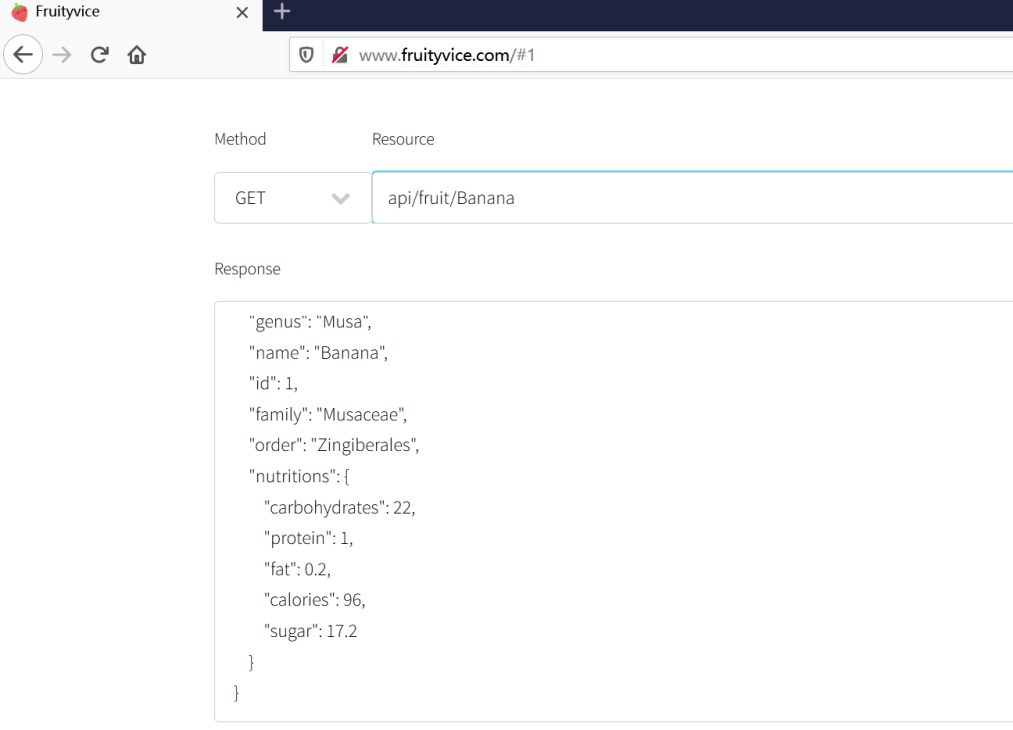 Fruityvice
www.fruityvice.com/#1
Method Resource
GET api/fruit/Banana
Response
"genus": "Musa",
"name": "Banana",
"id": 1,
"family": "Musaceae",
"order": "Zingiberales",
"nutritions": {
"carbohydrates": 22,
"protein": 1,
"fat": 0.2,
"calories": 96,
"sugar": 17.2
}
}